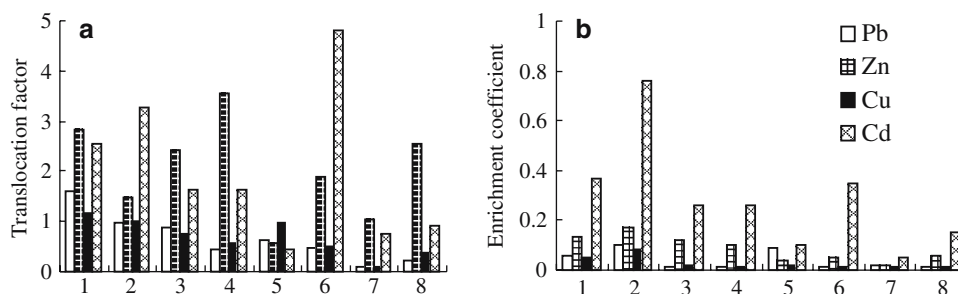 a
Translocation factor
5
4
3
2
1
0
1 2 3 4 5 6 7 8
b
Enrichment coefficient
1
0.8
0.6
0.4
0.2
0
1 2 3 4 5 6 7 8
Pb
Zn
Cu
Cd